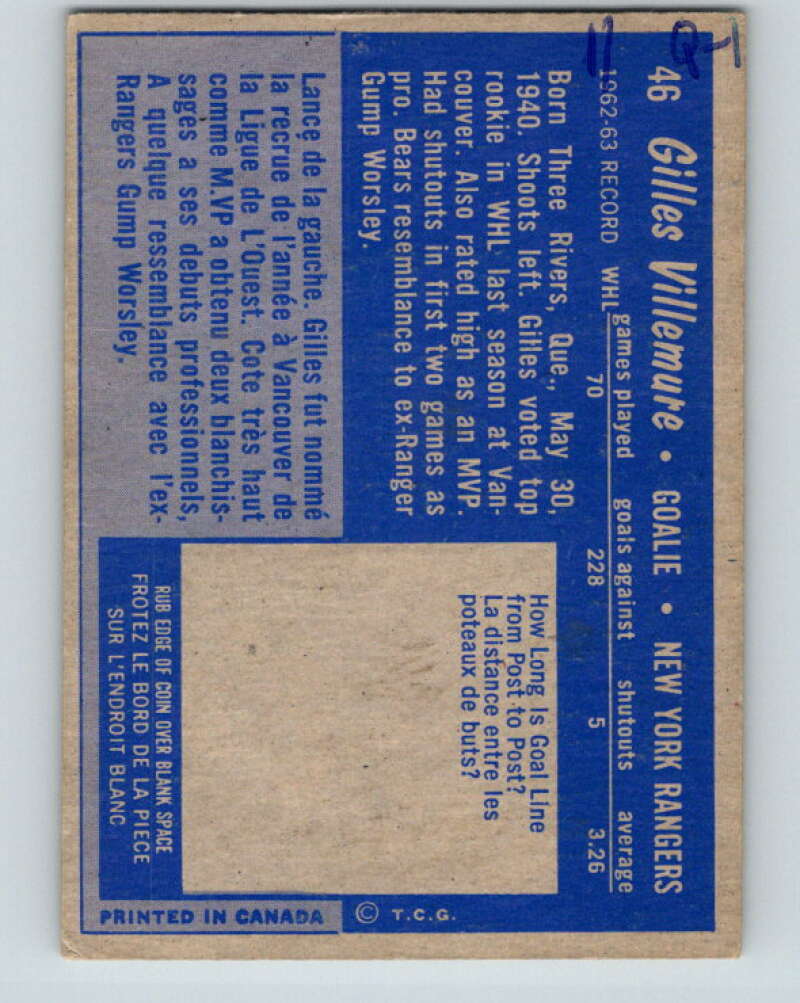 46 Gilles Villemure • GOALIE • NEW YORK RANGERS
games played goals against shutouts average
1962-63 RECORD WHL 70 228 5 3.26
Born Three Rivers, Que., May 30,
1940. Shoots left. Gilles voted top
rookie in WHL last season at Van-
couver. Also rated high as an MVP.
Had shutouts in first two games as
pro. Bears resemblance to ex-Ranger
Gump Worsley.
Lance de la gauche. Gilles fut nommé
la recrue de l'année à Vancouver de
la Ligue de L'Ouest. Cote très haut
comme M.VP a obtenu deux blanchis-
sages a ses debuts professionnels,
A quelque ressemblance avec l'ex-
Rangers Gump Worsley.
How Long Is Goal Line
from Post to Post?
La distance entre les
poteaux de buts?
RUB EDGE OF COIN OVER BLANK SPACE
FROTEZ LE BORD DE LA PIECE
SUR L'ENDROIT BLANC
© T.C.G.
PRINTED IN CANADA